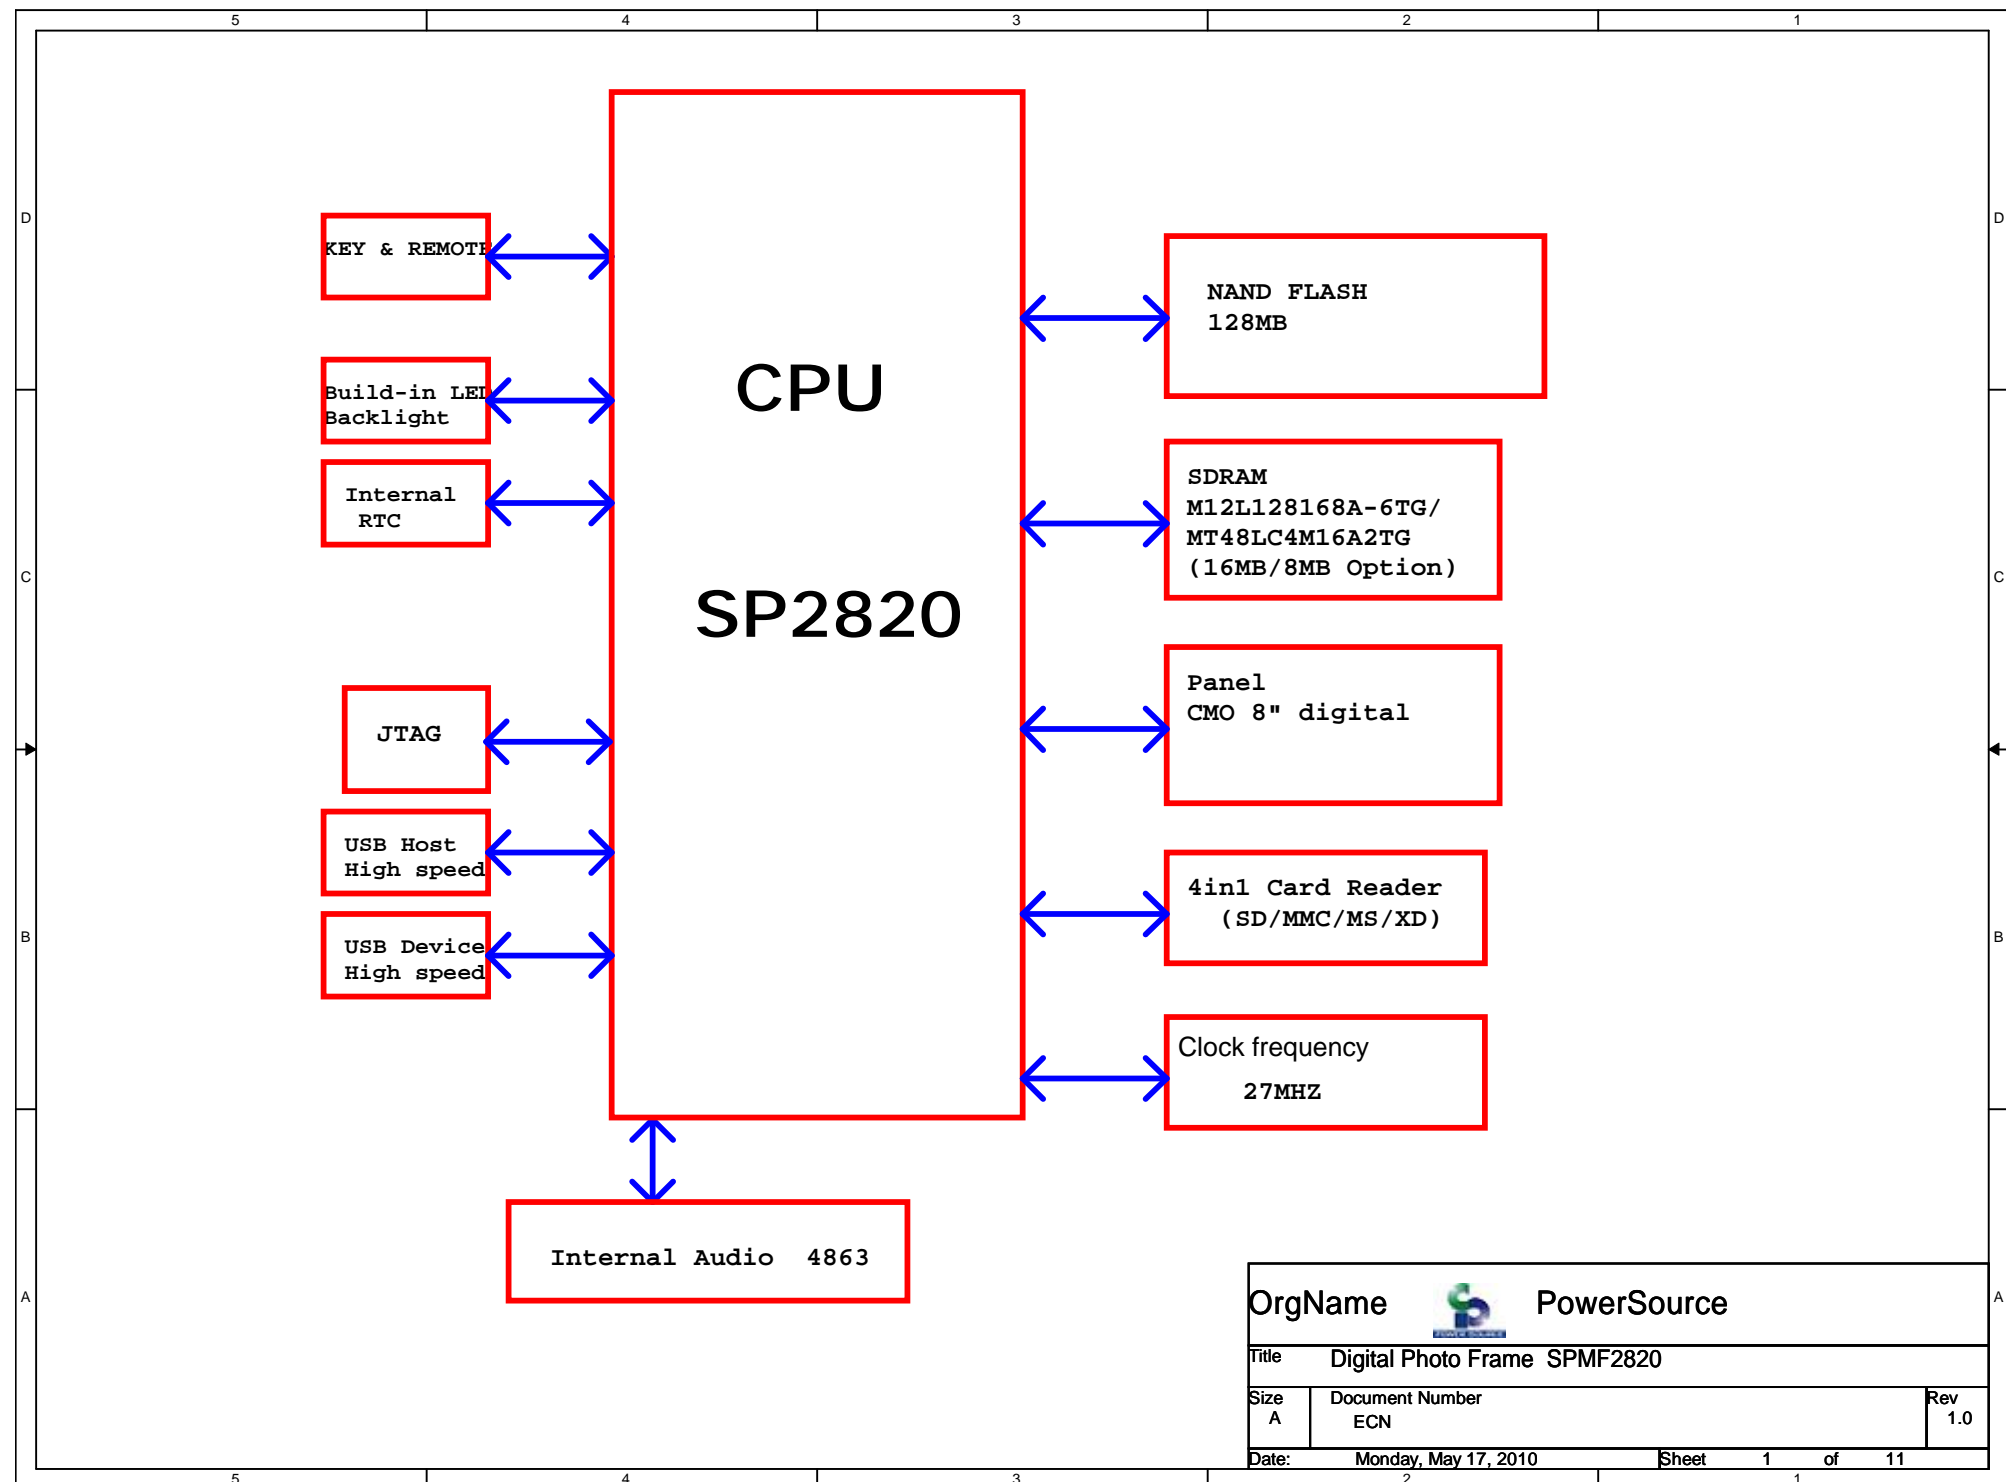 5 4 3 2 1
D D
C C
B B
A A
KEY & REMOTE
Build-in LED
Backlight
Internal
RTC
JTAG
USB Host
High speed
USB Device
High speed
CPU
SP2820
NAND FLASH
128MB
SDRAM
M12L128168A-6TG/
MT48LC4M16A2TG
(16MB/8MB Option)
Panel
CMO 8" digital
4in1 Card Reader
(SD/MMC/MS/XD)
Clock frequency
27MHZ
Internal Audio 4863
OrgName PowerSource
POWER SOURCE
Title Digital Photo Frame SPMF2820
Size Document Number Rev
A ECN 1.0
Date: Monday, May 17, 2010 Sheet 1 of 11
5 4 3 2 1